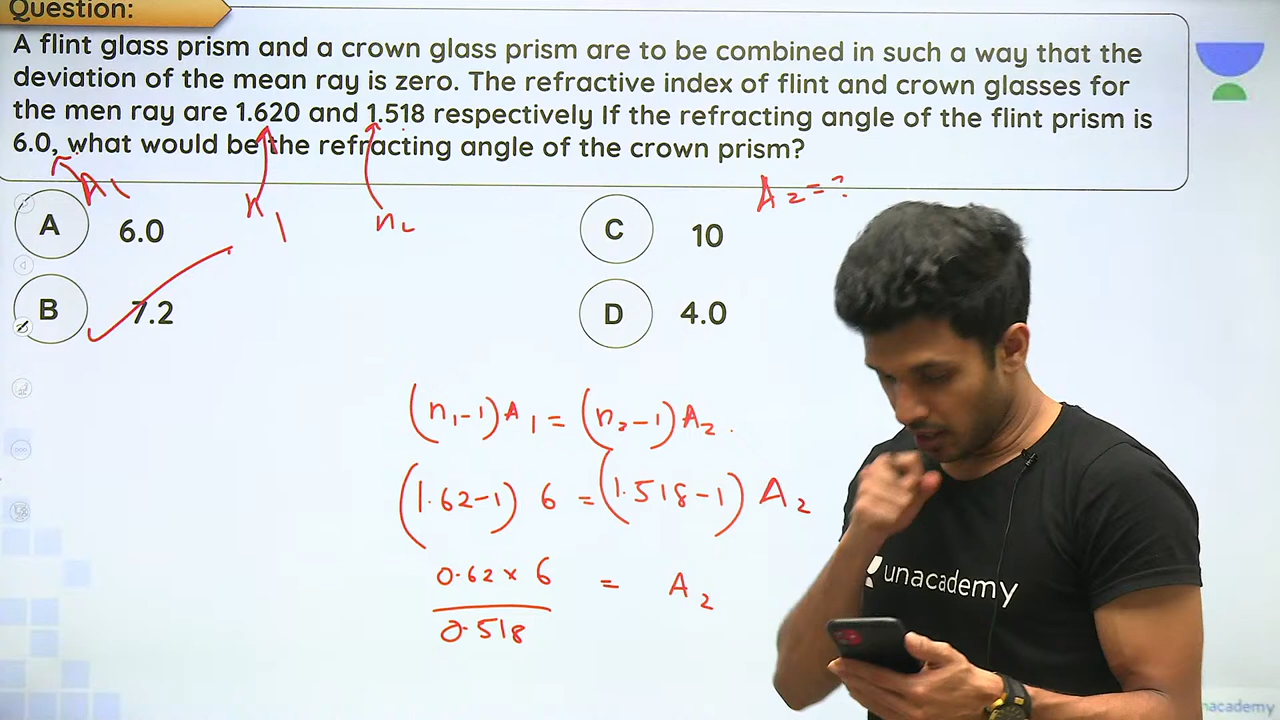 Question:
A flint glass prism and a crown glass prism are to be combined in such a way that the
deviation of the mean ray is zero. The refractive index of flint and crown glasses for
the men ray are 1.620 and 1.518 respectively If the refracting angle of the flint prism is
6.0, what would be the refracting angle of the crown prism?
A1
n1
n2
A2 = ?
A 6.0
C 10
B 7.2
D 4.0
(n1-1)A1 = (n2-1)A2.
(1.62-1) 6 = (1.518-1) A2
0.62 x 6 = A2
0.518
unacademy
unacademy